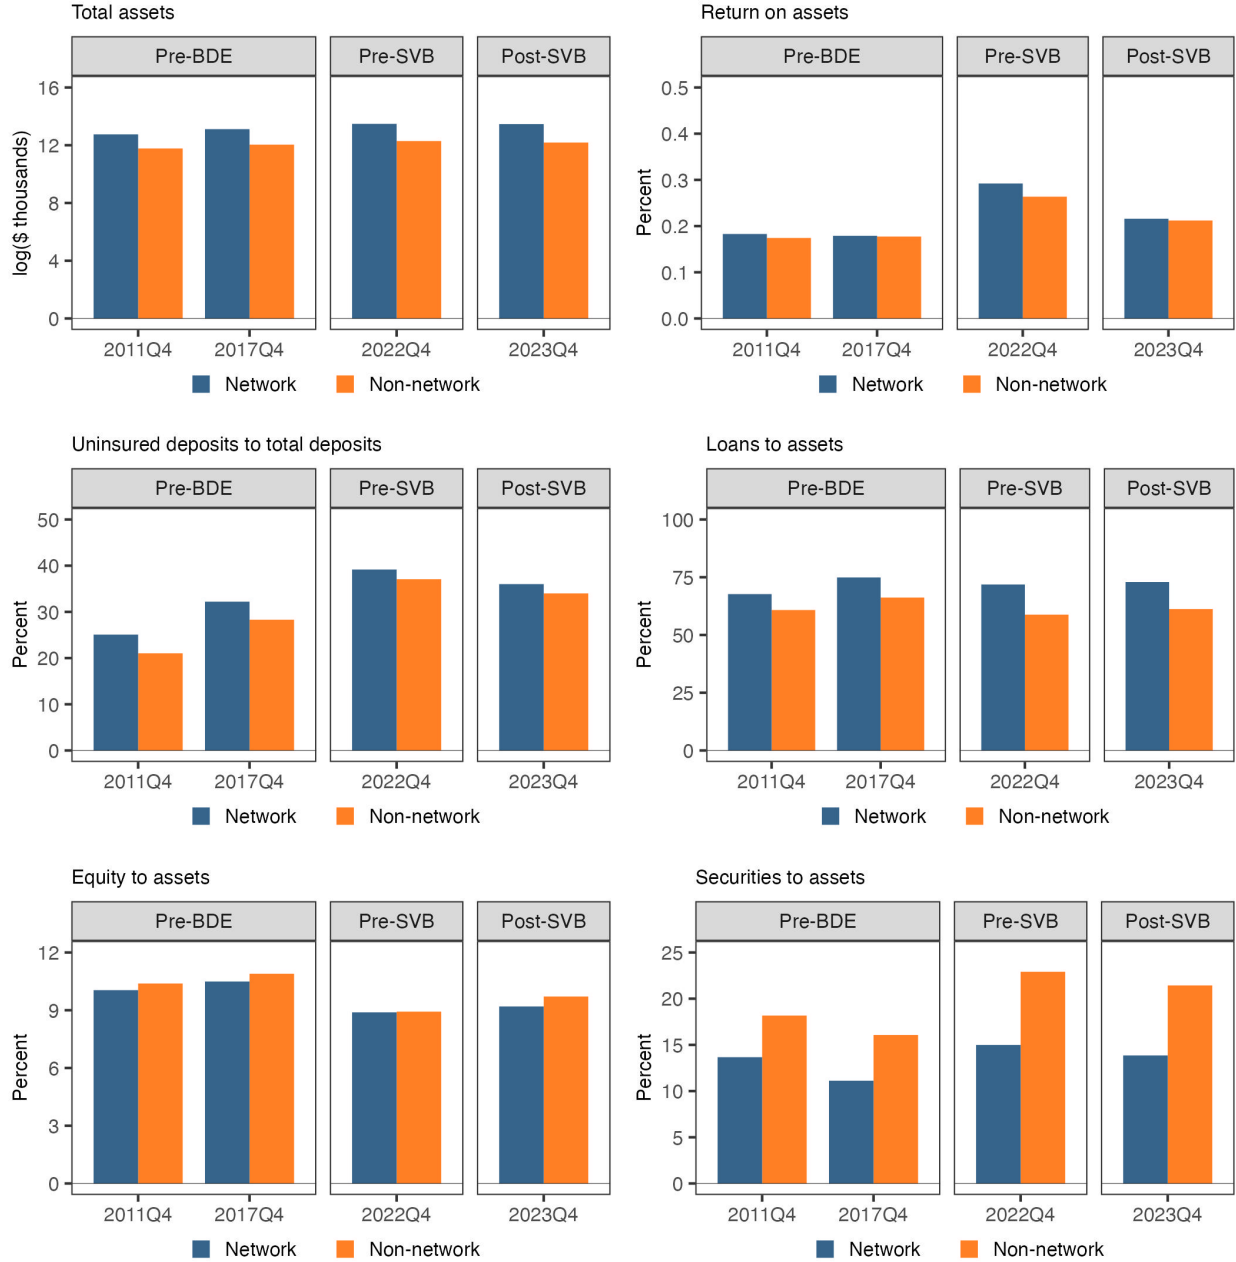 Total assets
Pre-BDE Pre-SVB Post-SVB
log($ thousands)
16
12
8
4
0
2011Q4 2017Q4 2022Q4 2023Q4
Network Non-network
Return on assets
Pre-BDE Pre-SVB Post-SVB
Percent
0.5
0.4
0.3
0.2
0.1
0.0
2011Q4 2017Q4 2022Q4 2023Q4
Network Non-network
Uninsured deposits to total deposits
Pre-BDE Pre-SVB Post-SVB
Percent
50
40
30
20
10
0
2011Q4 2017Q4 2022Q4 2023Q4
Network Non-network
Loans to assets
Pre-BDE Pre-SVB Post-SVB
Percent
100
75
50
25
0
2011Q4 2017Q4 2022Q4 2023Q4
Network Non-network
Equity to assets
Pre-BDE Pre-SVB Post-SVB
Percent
12
9
6
3
0
2011Q4 2017Q4 2022Q4 2023Q4
Network Non-network
Securities to assets
Pre-BDE Pre-SVB Post-SVB
Percent
25
20
15
10
5
0
2011Q4 2017Q4 2022Q4 2023Q4
Network Non-network